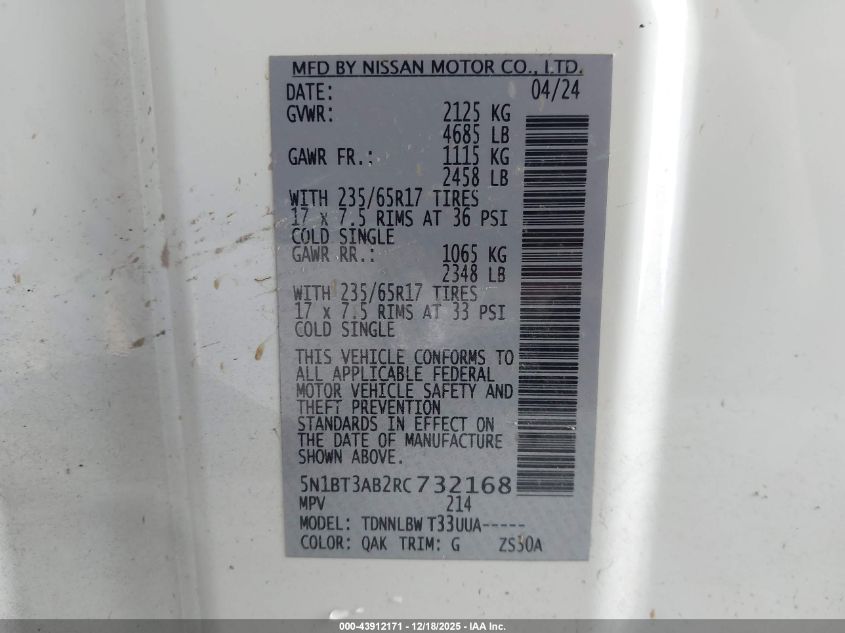 MFD BY NISSAN MOTOR CO., LTD.
DATE: 04/24
GVWR: 2125 KG
4685 LB
GAWR FR.: 1115 KG
2458 LB
WITH 235/65R17 TIRES
17 x 7.5 RIMS AT 36 PSI
COLD SINGLE
GAWR RR.: 1065 KG
2348 LB
WITH 235/65R17 TIRES
17 x 7.5 RIMS AT 33 PSI
COLD SINGLE
THIS VEHICLE CONFORMS TO
ALL APPLICABLE FEDERAL
MOTOR VEHICLE SAFETY AND
THEFT PREVENTION
STANDARDS IN EFFECT ON
THE DATE OF MANUFACTURE
SHOWN ABOVE.
5N1BT3AB2RC732168
MPV 214
MODEL: TDNNLBW T33UUA-----
COLOR: QAK TRIM: G
000-43912171 - 12/18/2025 - IAA Inc.